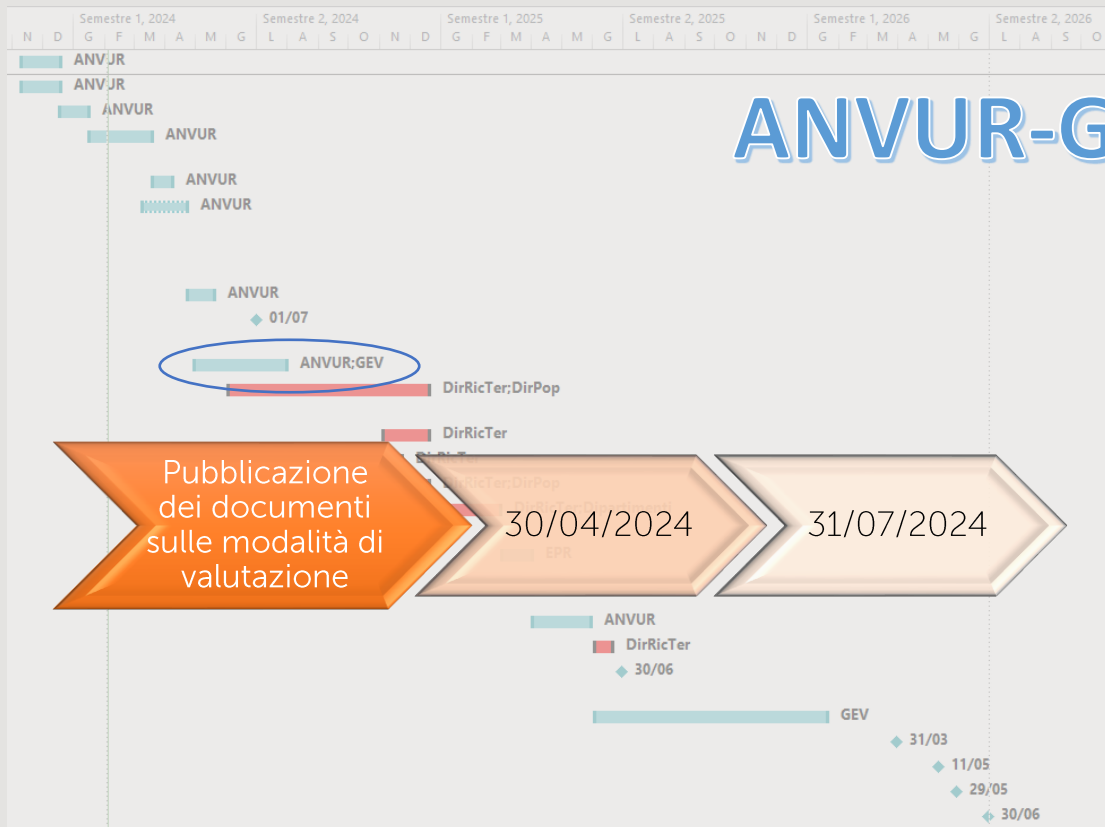 Semestre 1, 2024 Semestre 2, 2024 Semestre 1, 2025 Semestre 2, 2025 Semestre 1, 2026 Semestre 2, 2026
N D G F M A M G L A S O N D G F M A M G L A S O N D G F M A M G L A S O
ANVUR
ANVUR
ANVUR
ANVUR
ANVUR-G
ANVUR
ANVUR
ANVUR
01/07
ANVUR;GEV
DirRicTer;DirPop
DirRicTer
DirRicTer
DirRicTer;DirPop
Pubblicazione
dei documenti
sulle modalità di
valutazione
30/04/2024
31/07/2024
EPR
ANVUR
DirRicTer
30/06
GEV
31/03
11/05
29/05
30/06